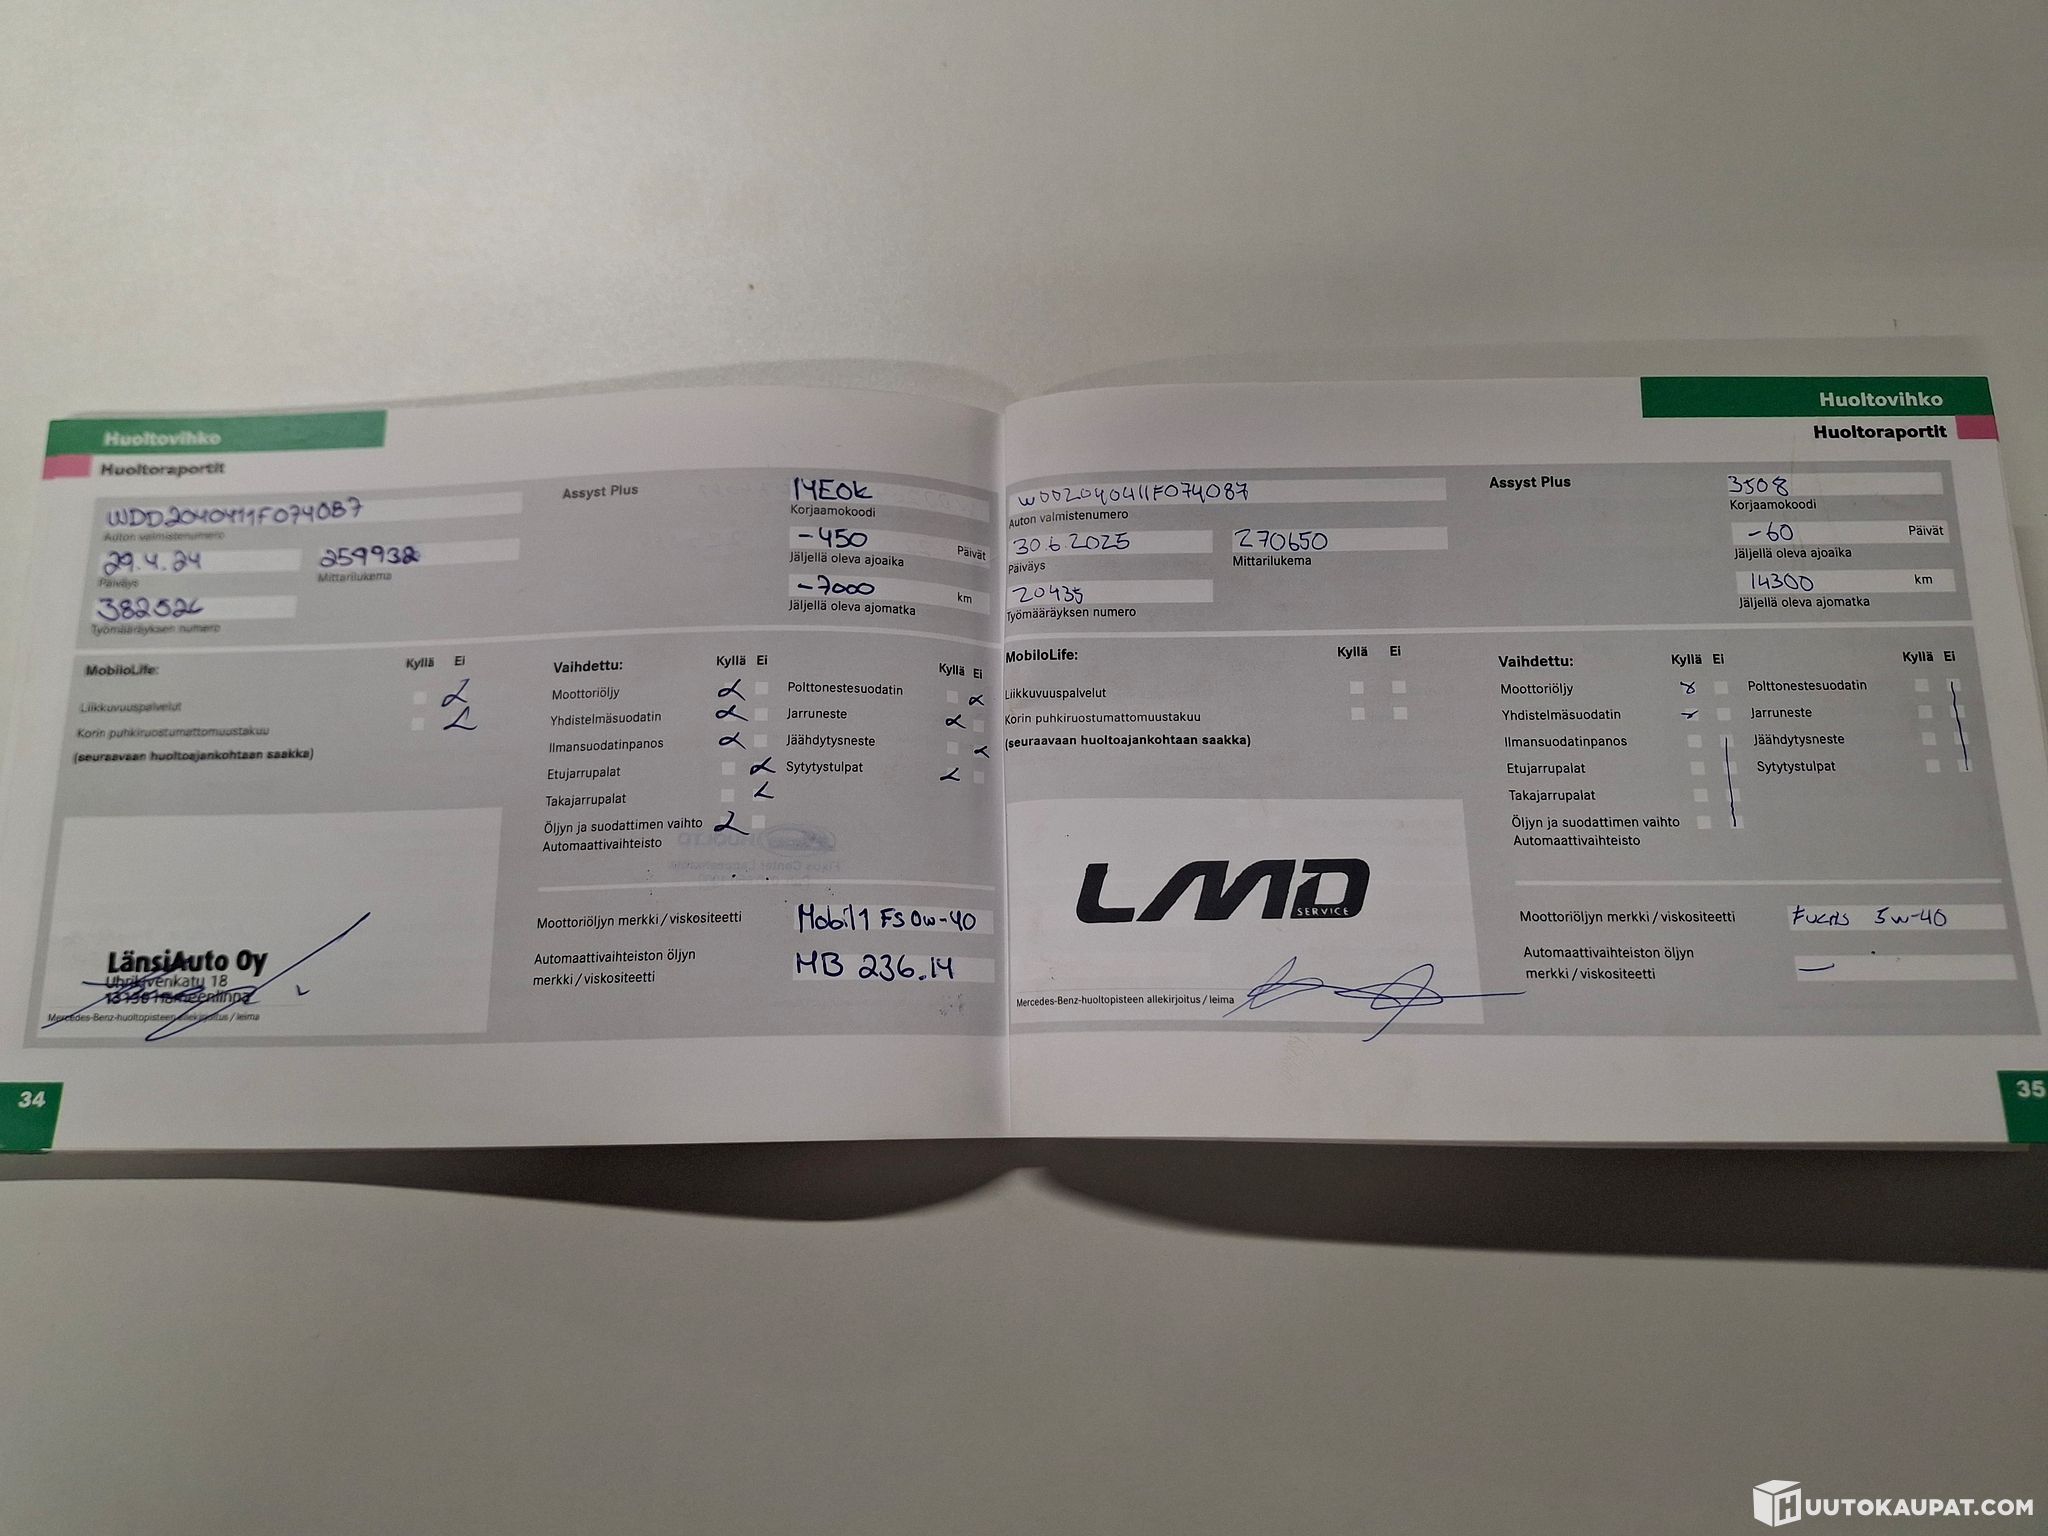 Huoltovihko
Huoltoraportit
WDD2040411F074087
Auton valmistenumero
29.4.24
Päiväys
259932
Mittarilukema
382526
Työmääräyksen numero
Assyst Plus
14E0k
Korjaamokoodi
-450 Päivät
Jäljellä oleva ajoaika
-7000 km
Jäljellä oleva ajomatka
MobiloLife: Kyllä Ei
Liikkuvuuspalvelut
Korin puhkiruostumattomuustakuu
(seuraavaan huoltoajankohtaan saakka)
Vaihdettu: Kyllä Ei Kyllä Ei
Moottoriöljy Polttonestesuodatin
Yhdistelmäsuodatin Jarruneste
Ilmansuodatinpanos Jäähdytysneste
Etujarrupalat Sytytystulpat
Takajarrupalat
Öljyn ja suodattimen vaihto
Automaattivaihteisto
Moottoriöljyn merkki / viskositeetti Mobil1 FS 0w-40
Automaattivaihteiston öljyn
merkki / viskositeetti MB 236.14
LänsiAuto Oy
Uhrikivenkatu 18
Hämeenlinna
Mercedes-Benz-huoltopisteen allekirjoitus / leima
34
Huoltovihko
Huoltoraportit
WDD2040411F074087
Auton valmistenumero
30.6.2025
Päiväys
270650
Mittarilukema
20435
Työmääräyksen numero
Assyst Plus
3508
Korjaamokoodi
-60 Päivät
Jäljellä oleva ajoaika
14300 km
Jäljellä oleva ajomatka
MobiloLife: Kyllä Ei
Liikkuvuuspalvelut
Korin puhkiruostumattomuustakuu
(seuraavaan huoltoajankohtaan saakka)
Vaihdettu: Kyllä Ei Kyllä Ei
Moottoriöljy Polttonestesuodatin
Yhdistelmäsuodatin Jarruneste
Ilmansuodatinpanos Jäähdytysneste
Etujarrupalat Sytytystulpat
Takajarrupalat
Öljyn ja suodattimen vaihto
Automaattivaihteisto
Moottoriöljyn merkki / viskositeetti Fuchs 5w-40
Automaattivaihteiston öljyn
merkki / viskositeetti —
LMD
SERVICE
Mercedes-Benz-huoltopisteen allekirjoitus / leima
35
HUUTOKAUPAT.COM